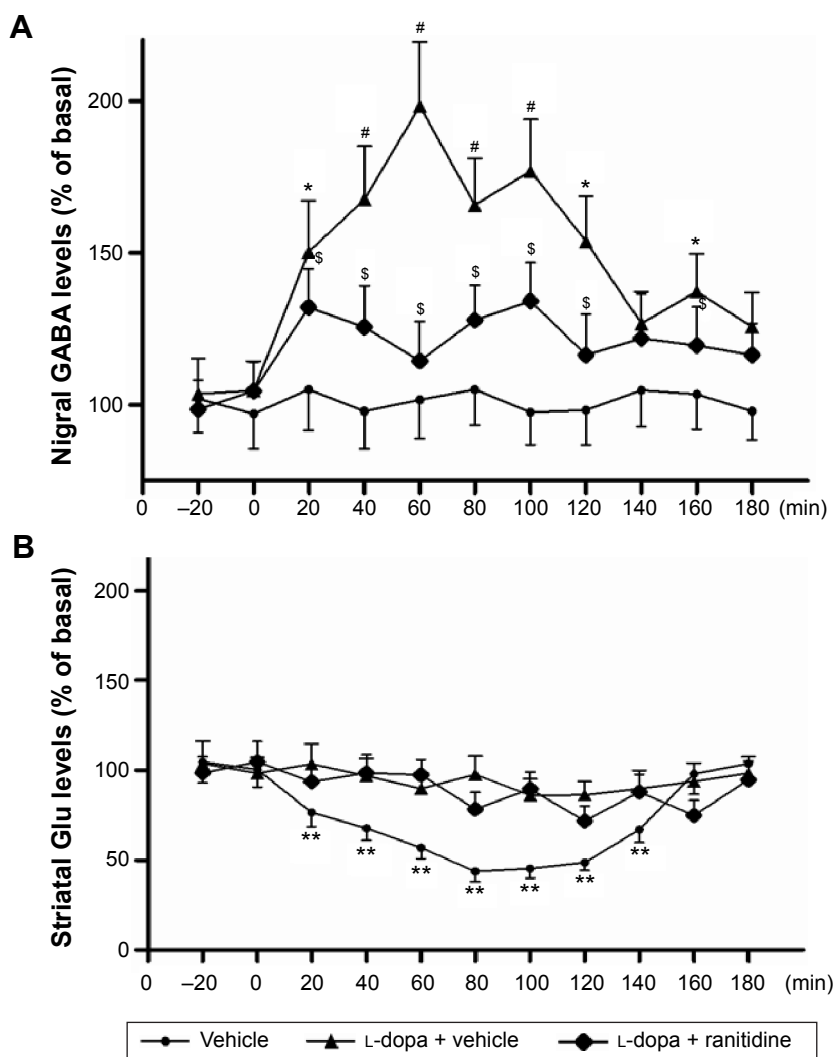 A
Nigral GABA levels (% of basal)
200
150
100
#
#
#
#
*
*
*
$
$
$
$
$
$
$
0 –20 0 20 40 60 80 100 120 140 160 180 (min)
B
Striatal Glu levels (% of basal)
200
150
100
50
0
** ** ** ** ** ** **
0 –20 0 20 40 60 80 100 120 140 160 180 (min)
Vehicle L-dopa + vehicle L-dopa + ranitidine